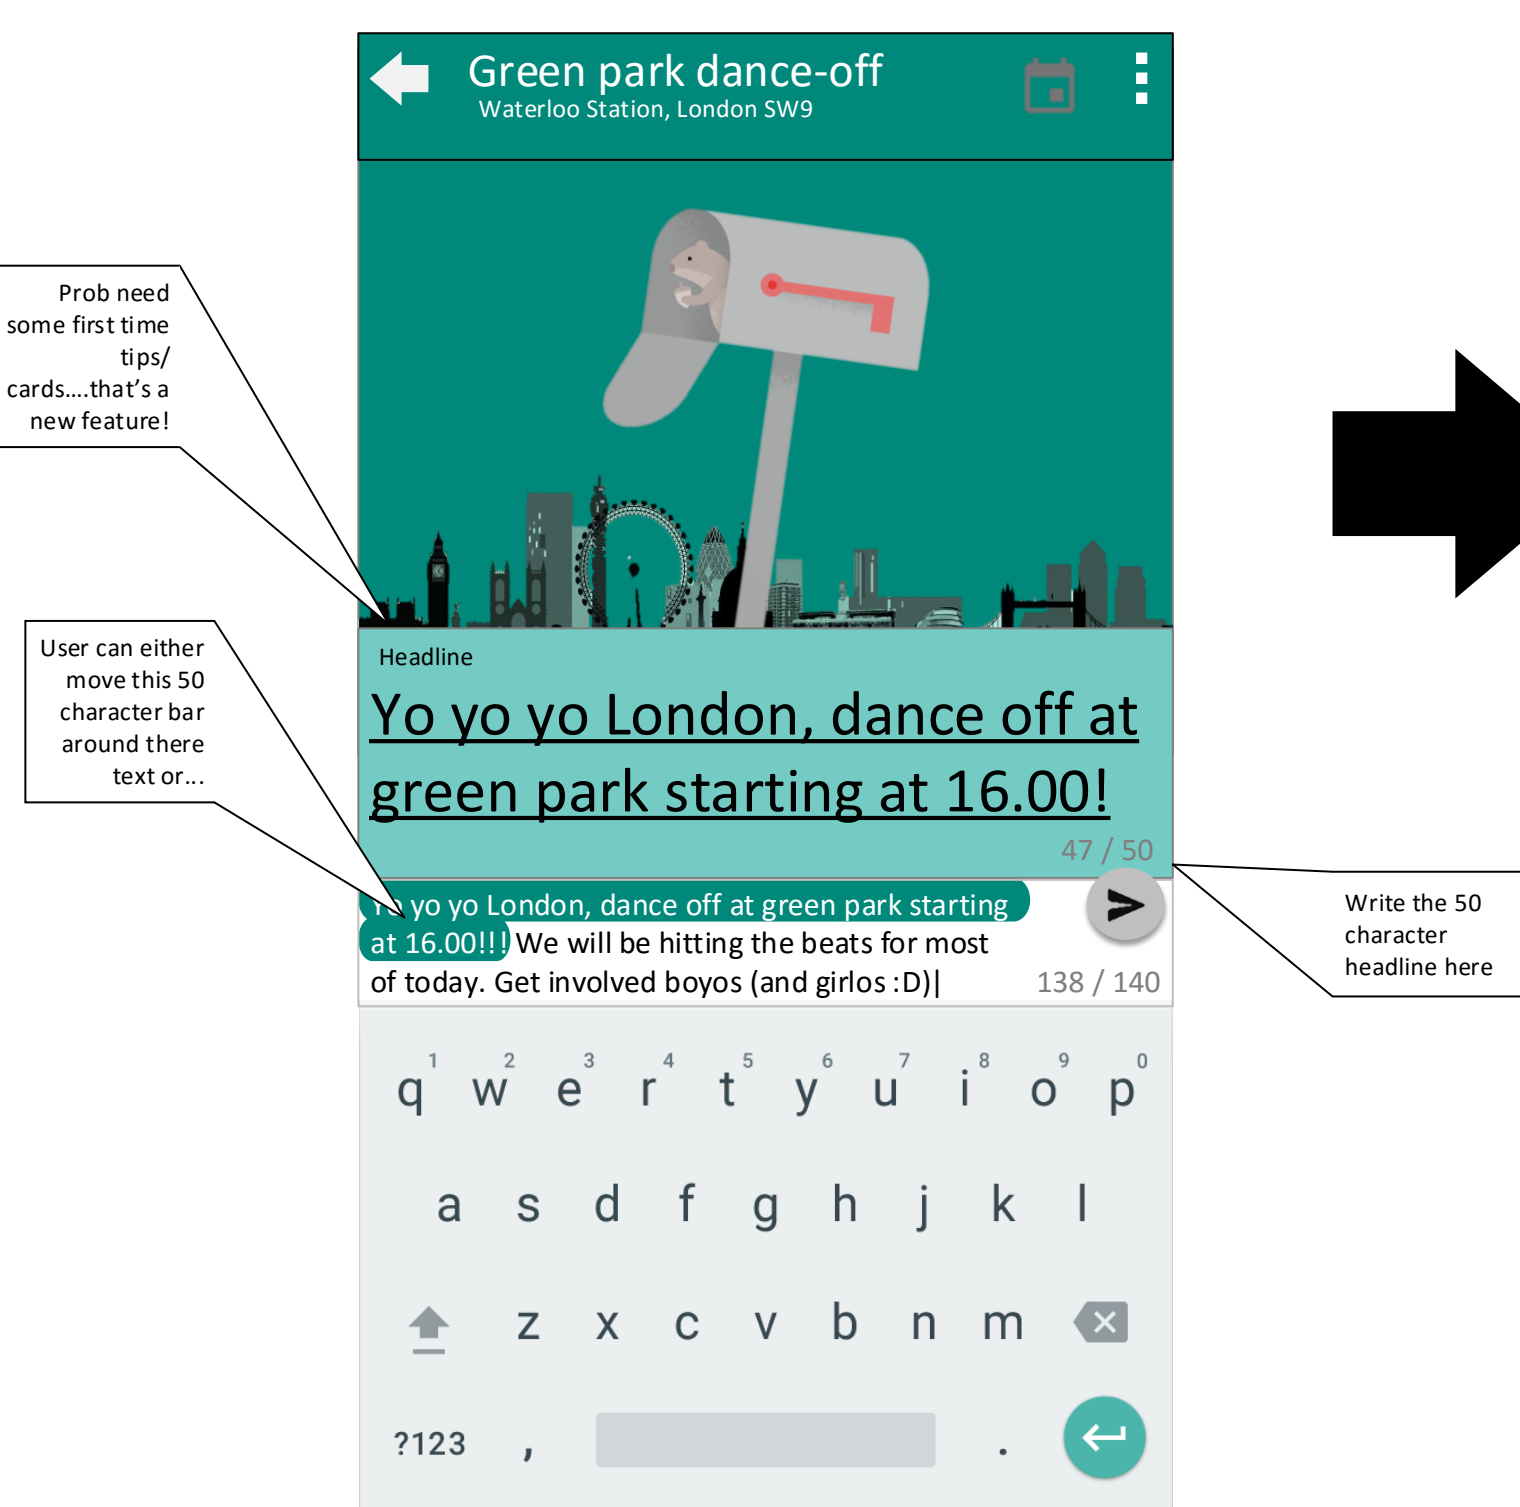 Green park dance-off
Waterloo Station, London SW9
Prob need
some first time
tips/
cards....that's a
new feature!
User can either
move this 50
character bar
around there
text or...
Headline
Yo yo yo London, dance off at
green park starting at 16.00!
47 / 50
Yo yo yo London, dance off at green park starting
at 16.00!!! We will be hitting the beats for most
of today. Get involved boyos (and girlos :D)|
138 / 140
Write the 50
character
headline here
1 2 3 4 5 6 7 8 9 0
q w e r t y u i o p
a s d f g h j k l
z x c v b n m
?123 , .